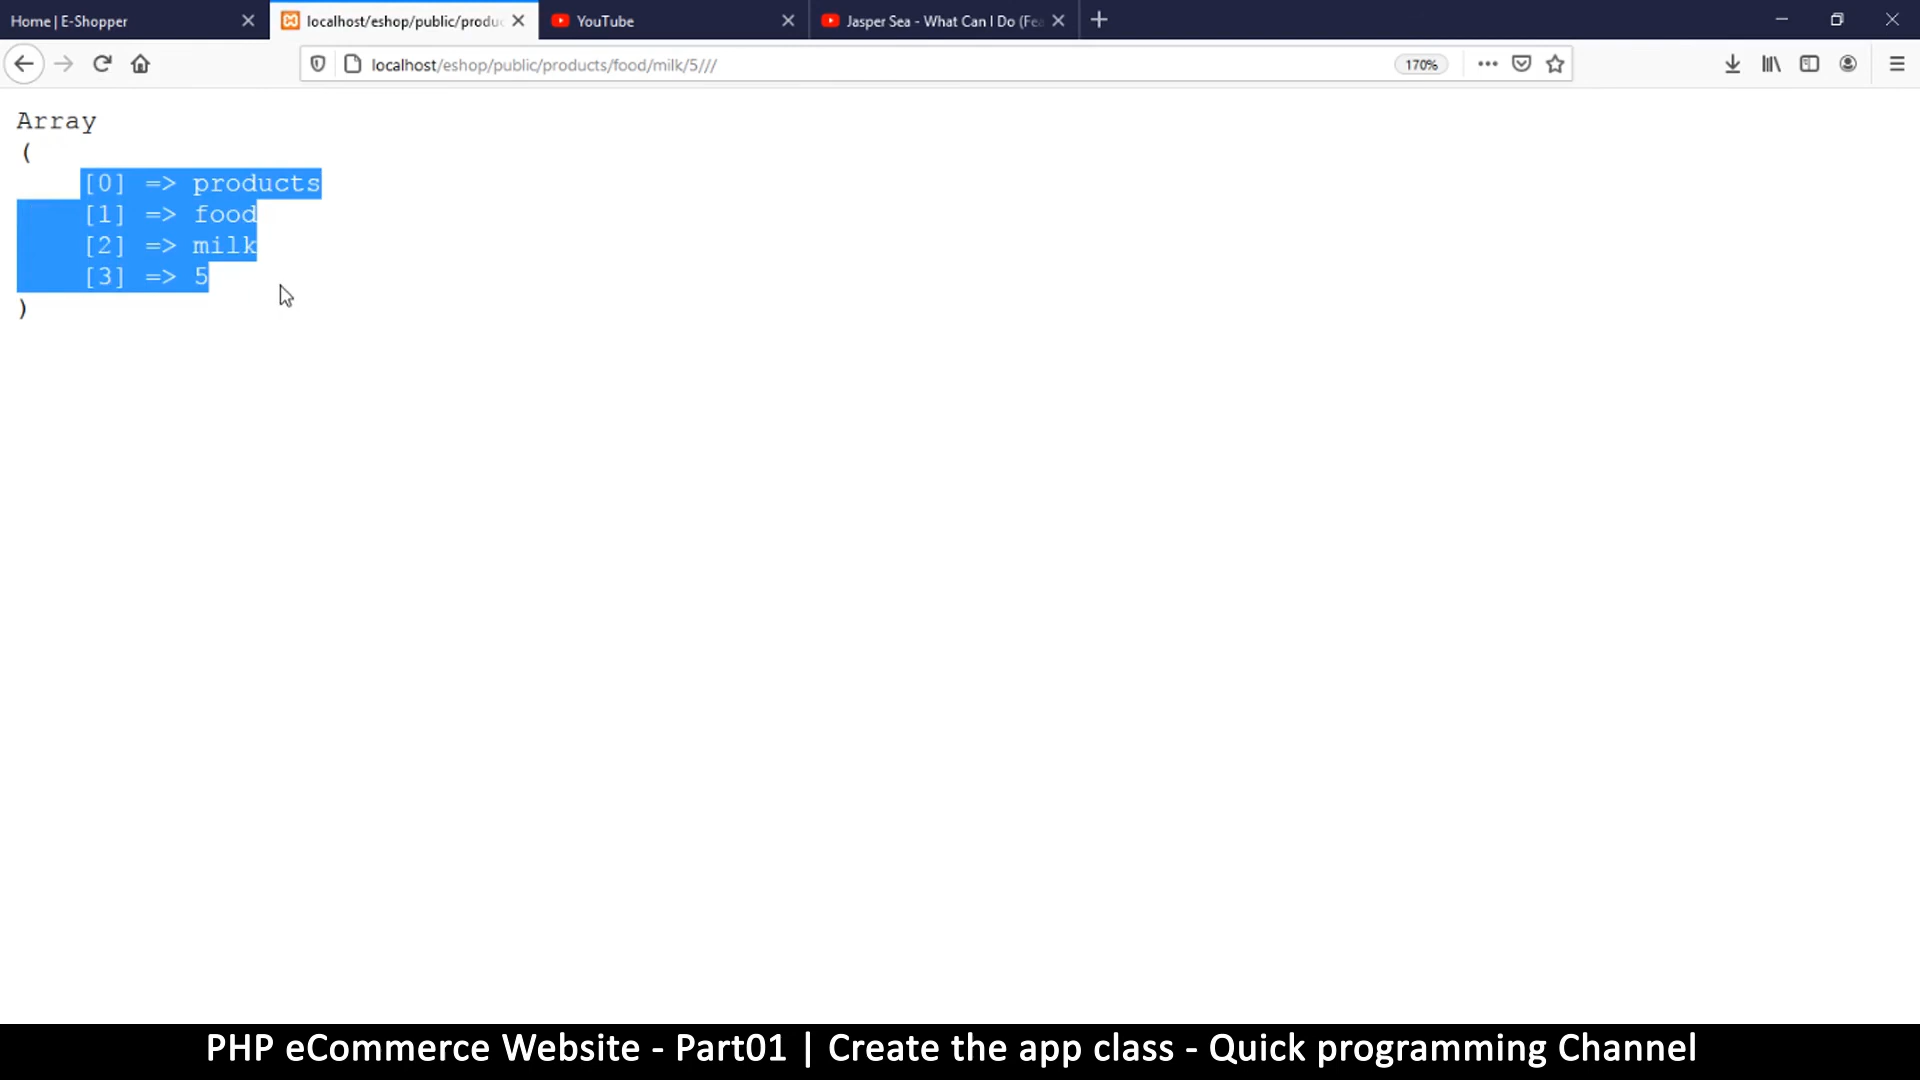 Home | E-Shopper
localhost/eshop/public/produc
YouTube
Jasper Sea - What Can I Do (Fea
localhost/eshop/public/products/food/milk/5///
170%
Array
(
[0] => products
[1] => food
[2] => milk
[3] => 5
)
PHP eCommerce Website - Part01 | Create the app class - Quick programming Channel